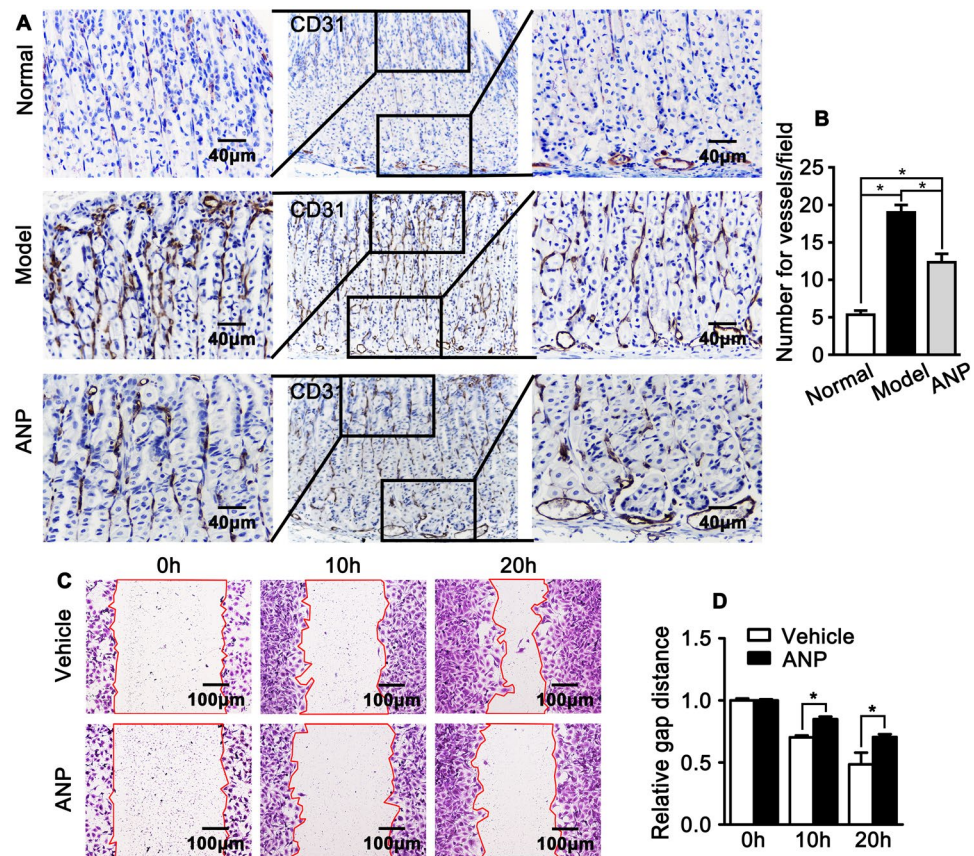 A
Normal
CD31
40μm
40μm
Model
CD31
40μm
40μm
ANP
CD31
40μm
40μm
B
Number for vessels/field
25
20
15
10
5
0
*
*
*
Normal
Model
ANP
C
0h
10h
20h
Vehicle
100μm
100μm
100μm
ANP
100μm
100μm
100μm
D
Relative gap distance
1.5
1.0
0.5
0.0
Vehicle
ANP
*
*
0h
10h
20h